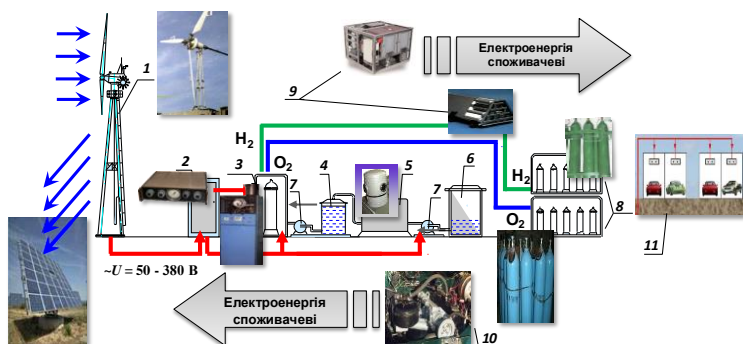 Електроенергія
споживачеві
1
9
H₂
2
3
O₂
4
5
6
7
7
H₂
8
O₂
11
~U = 50 - 380 В
Електроенергія
споживачеві
10